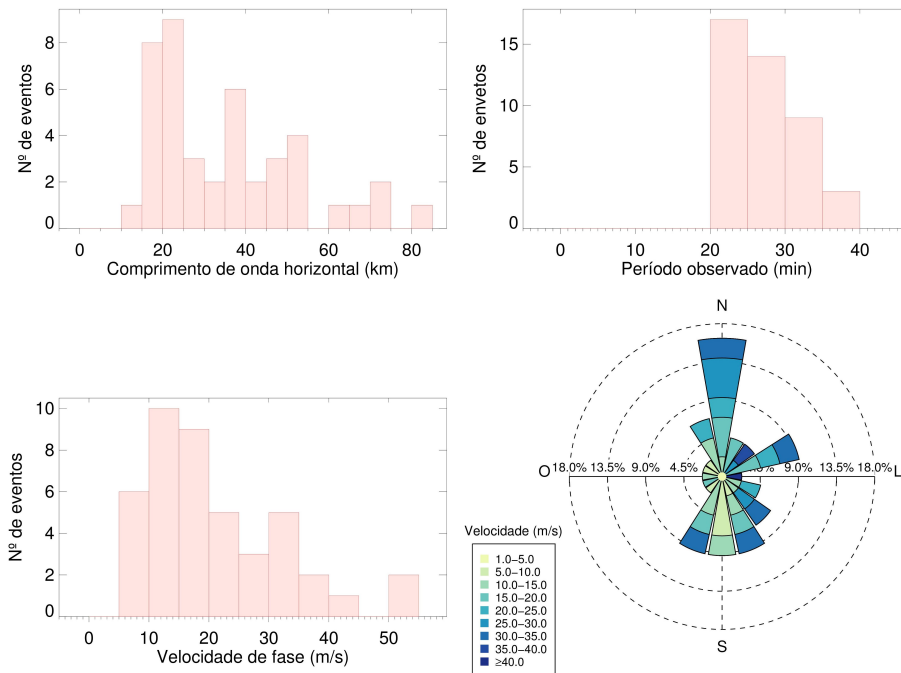 8
6
4
2
0
Nº de eventos
0 20 40 60 80
Comprimento de onda horizontal (km)
15
10
5
0
Nº de envetos
0 10 20 30 40
Período observado (min)
10
8
6
4
2
0
Nº de eventos
0 10 20 30 40 50
Velocidade de fase (m/s)
N
O
18.0% 13.5% 9.0% 4.5% 9.0% 13.5% 18.0%
L
S
Velocidade (m/s)
1.0−5.0
5.0−10.0
10.0−15.0
15.0−20.0
20.0−25.0
25.0−30.0
30.0−35.0
35.0−40.0
≥40.0